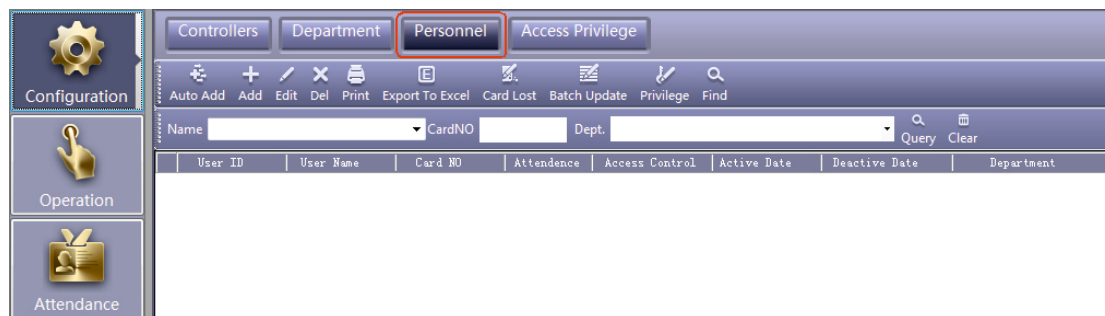 Controllers Department Personnel Access Privilege
Auto Add Add Edit Del Print Export To Excel Card Lost Batch Update Privilege Find
Name CardNO Dept. Query Clear
User ID User Name Card NO Attendence Access Control Active Date Deactive Date Department
Configuration
Operation
Attendance